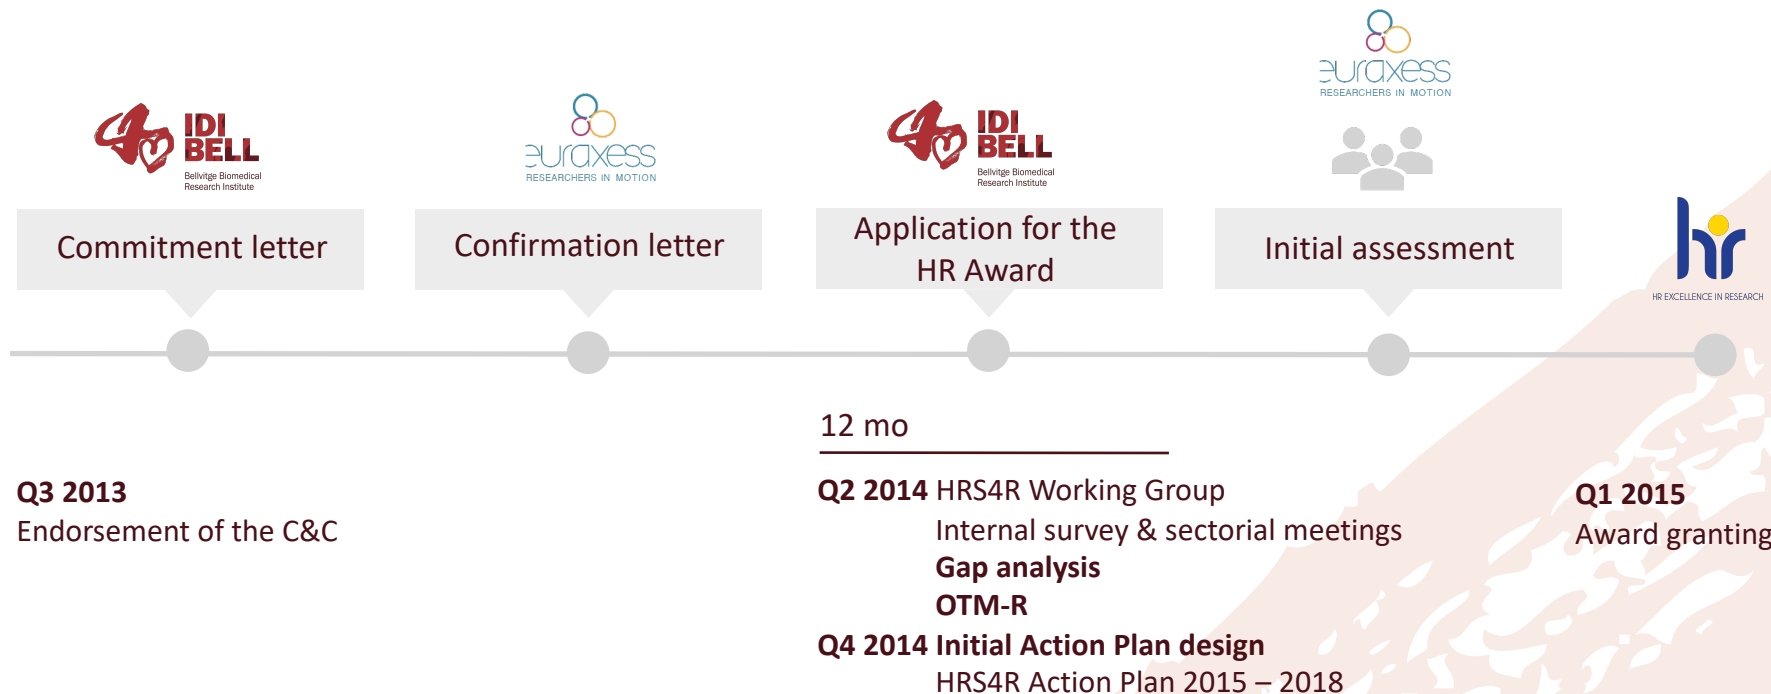 IDI
BELL
Bellvitge Biomedical
Research Institute
euraxess
RESEARCHERS IN MOTION
IDI
BELL
Bellvitge Biomedical
Research Institute
euraxess
RESEARCHERS IN MOTION
Commitment letter
Confirmation letter
Application for the
HR Award
Initial assessment
hr
HR EXCELLENCE IN RESEARCH
12 mo
Q3 2013
Endorsement of the C&C
Q2 2014 HRS4R Working Group
Internal survey & sectorial meetings
Gap analysis
OTM-R
Q4 2014 Initial Action Plan design
HRS4R Action Plan 2015 – 2018
Q1 2015
Award granting